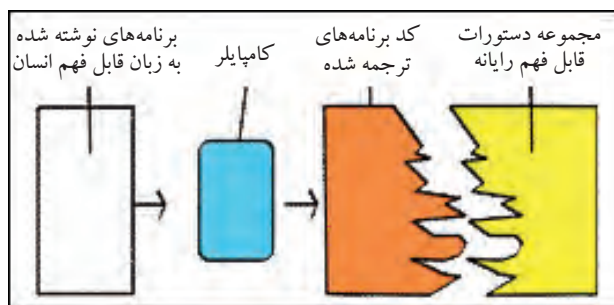 مجموعه دستورات
قابل فهم رایانه
کد برنامه‌های
ترجمه شده
کامپایلر
برنامه‌های نوشته شده
به زبان قابل فهم انسان